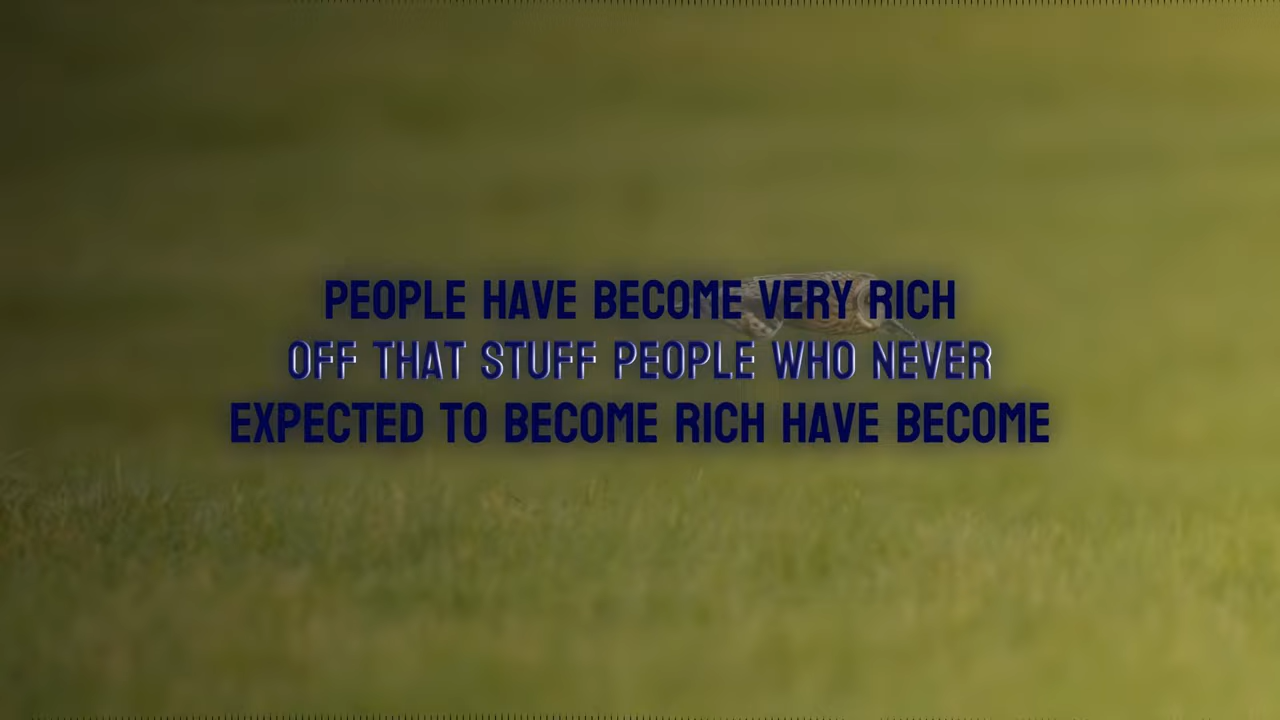 PEOPLE HAVE BECOME VERY RICH
OFF THAT STUFF PEOPLE WHO NEVER
EXPECTED TO BECOME RICH HAVE BECOME